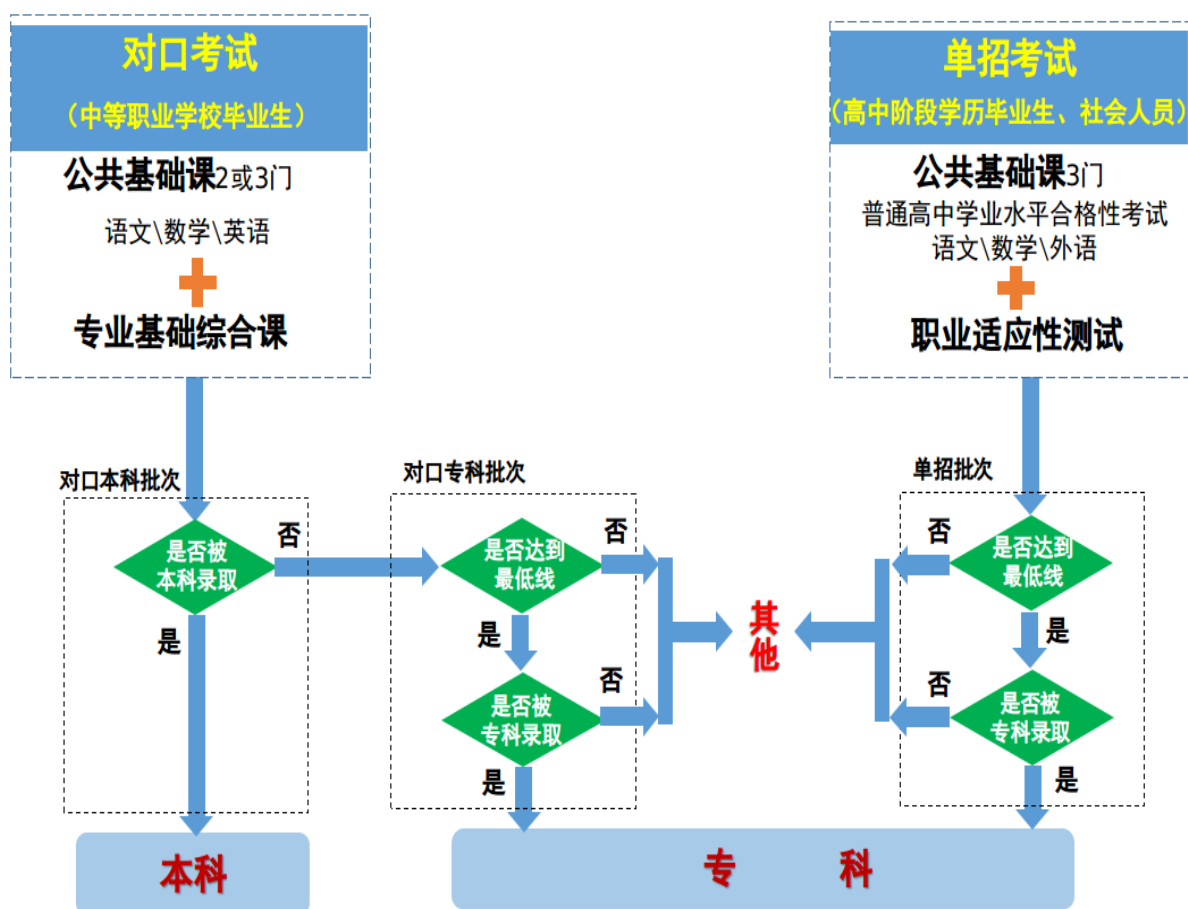 对口考试
（中等职业学校毕业生）
公共基础课2或3门
语文\数学\英语
专业基础综合课
单招考试
（高中阶段学历毕业生、社会人员）
公共基础课3门
普通高中学业水平合格性考试
语文\数学\外语
职业适应性测试
对口本科批次
是否被
本科录取
否
是
对口专科批次
是否达到
最低线
否
是
是否被
专科录取
否
是
其
他
单招批次
是否达到
最低线
否
是
是否被
专科录取
否
是
本科
专 科